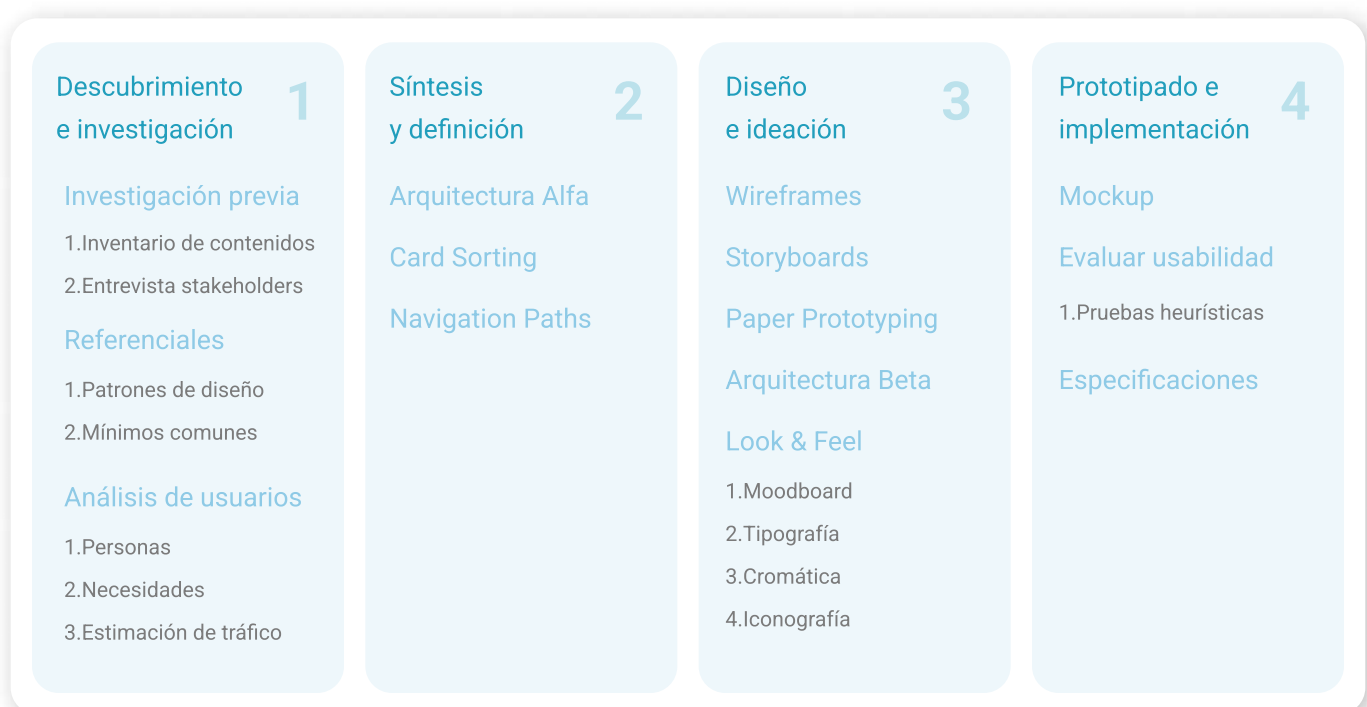 Descubrimiento
e investigación
1
Investigación previa
1.Inventario de contenidos
2.Entrevista stakeholders
Referenciales
1.Patrones de diseño
2.Mínimos comunes
Análisis de usuarios
1.Personas
2.Necesidades
3.Estimación de tráfico
Síntesis
y definición
2
Arquitectura Alfa
Card Sorting
Navigation Paths
Diseño
e ideación
3
Wireframes
Storyboards
Paper Prototyping
Arquitectura Beta
Look & Feel
1.Moodboard
2.Tipografía
3.Cromática
4.Iconografía
Prototipado e
implementación
4
Mockup
Evaluar usabilidad
1.Pruebas heurísticas
Especificaciones